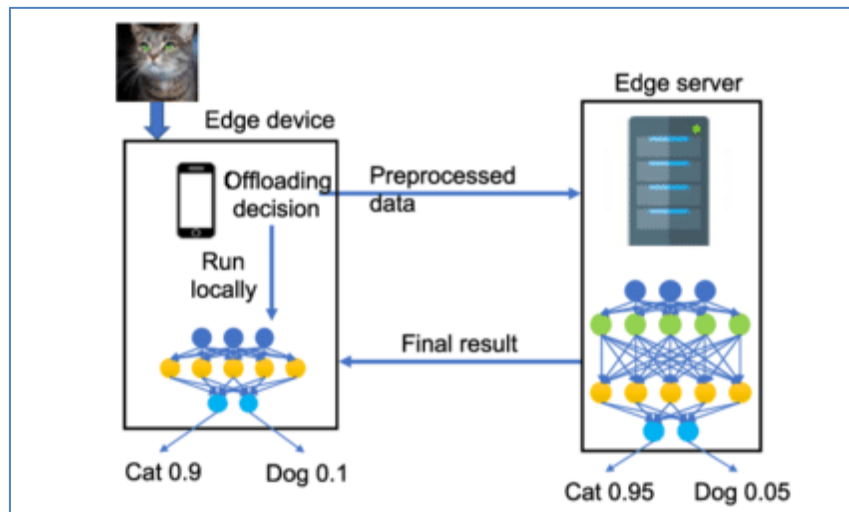 Edge server
Edge device
Offloading
decision
Preprocessed
data
Run
locally
Final result
Cat 0.9
Dog 0.1
Cat 0.95
Dog 0.05